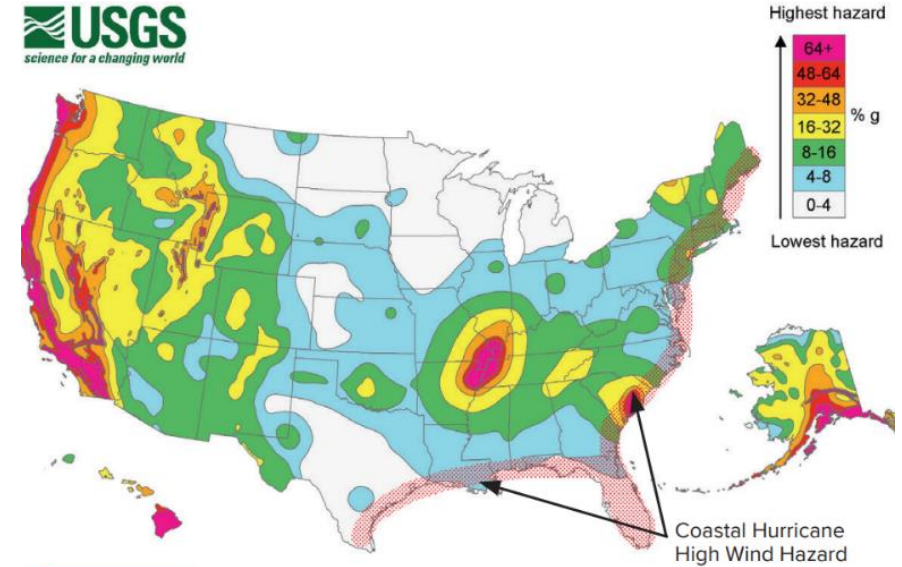 USGS
science for a changing world
Highest hazard
64+
48-64
32-48
16-32
8-16
4-8
0-4
% g
Lowest hazard
Coastal Hurricane
High Wind Hazard